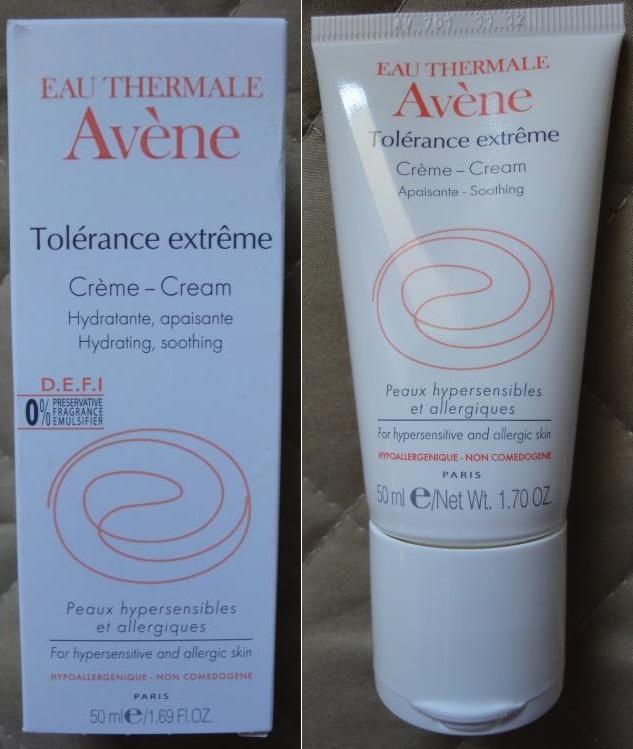 EAU THERMALE
Avène
Tolérance extrême
Crème – Cream
Hydratante, apaisante
Hydrating, soothing
D.E.F.I
0% PRESERVATIVE
FRAGRANCE
EMULSIFIER
Peaux hypersensibles
et allergiques
For hypersensitive and allergic skin
HYPOALLERGENIQUE - NON COMEDOGENE
PARIS
50 ml e/1.69 Fl.OZ.
EAU THERMALE
Avène
Tolérance extrême
Crème – Cream
Apaisante - Soothing
Peaux hypersensibles
et allergiques
For hypersensitive and allergic skin
HYPOALLERGENIQUE - NON COMEDOGENE
PARIS
50 ml e/Net Wt. 1.70 OZ.